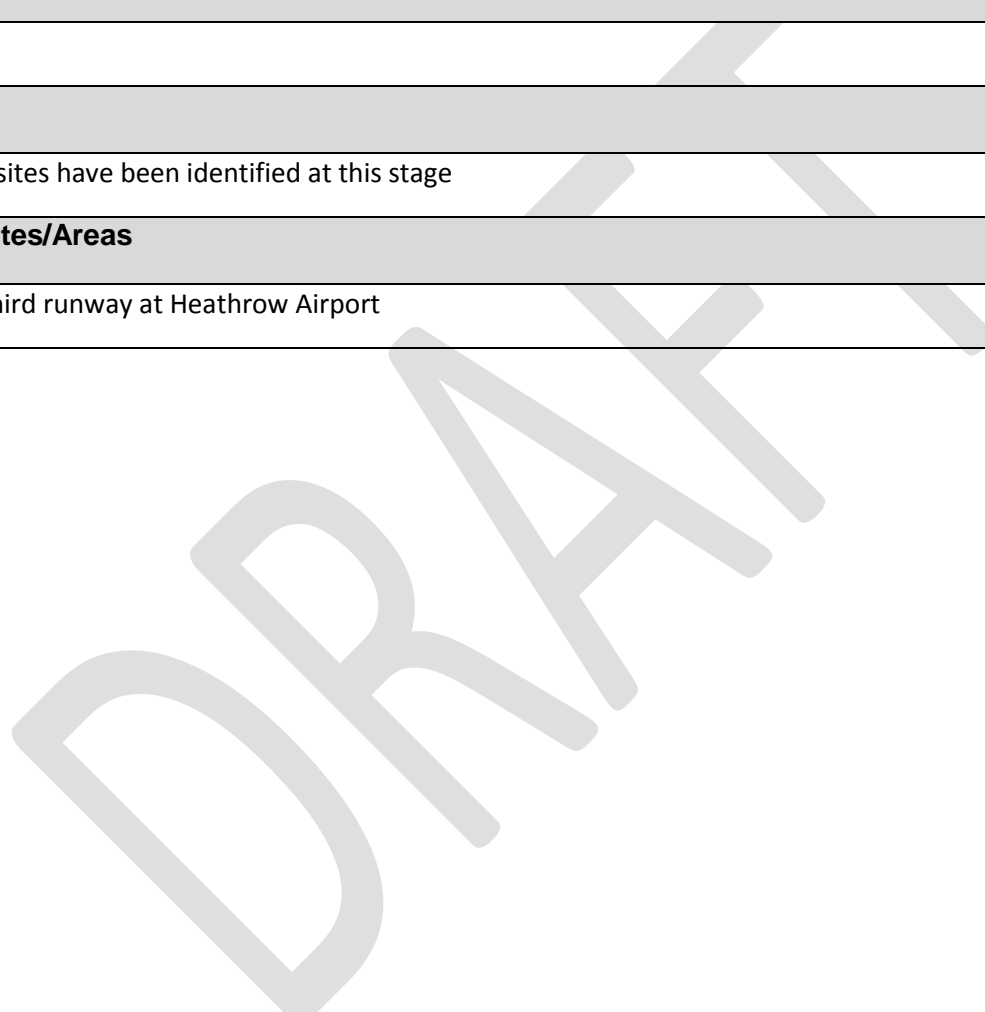 sites have been identified at this stage
tes/Areas
hird runway at Heathrow Airport
DRAFT